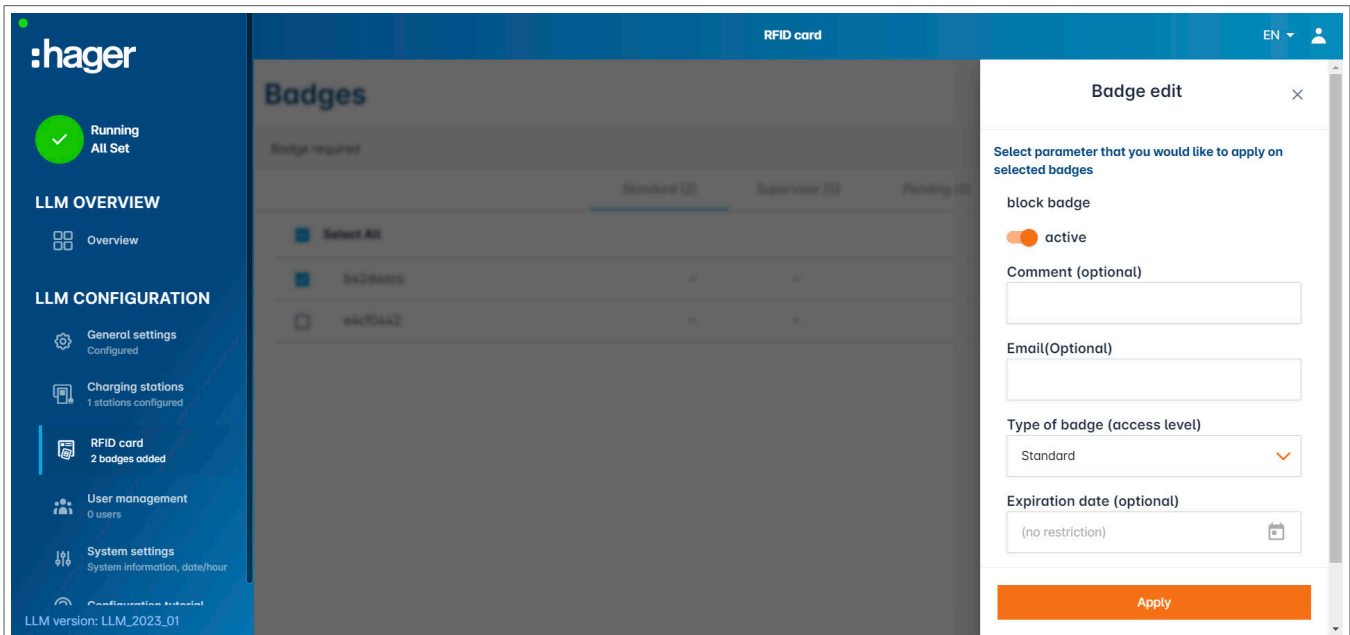 :hager
RFID card
EN
Running
All Set
LLM OVERVIEW
Overview
LLM CONFIGURATION
General settings
Configured
Charging stations
1 stations configured
RFID card
2 badges added
User management
0 users
System settings
System information, date/hour
Configuration tutorial
LLM version: LLM_2023_01
Badges
Badge required
Standard (2)
Supervisor (0)
Pending (0)
Select All
b42daaca
e4cf0442
Badge edit
Select parameter that you would like to apply on
selected badges
block badge
active
Comment (optional)
Email(Optional)
Type of badge (access level)
Standard
Expiration date (optional)
(no restriction)
Apply